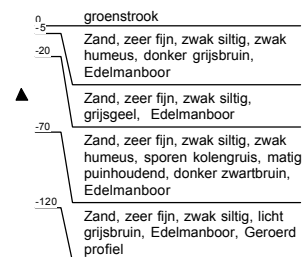 0
groenstrook
-5
Zand, zeer fijn, zwak siltig, zwak
humeus, donker grijsbruin,
Edelmanboor
-20
Zand, zeer fijn, zwak siltig,
grijsgeel, Edelmanboor
-70
Zand, zeer fijn, zwak siltig, zwak
humeus, sporen kolengruis, matig
puinhoudend, donker zwartbruin,
Edelmanboor
-120
Zand, zeer fijn, zwak siltig, licht
grijsbruin, Edelmanboor, Geroerd
profiel